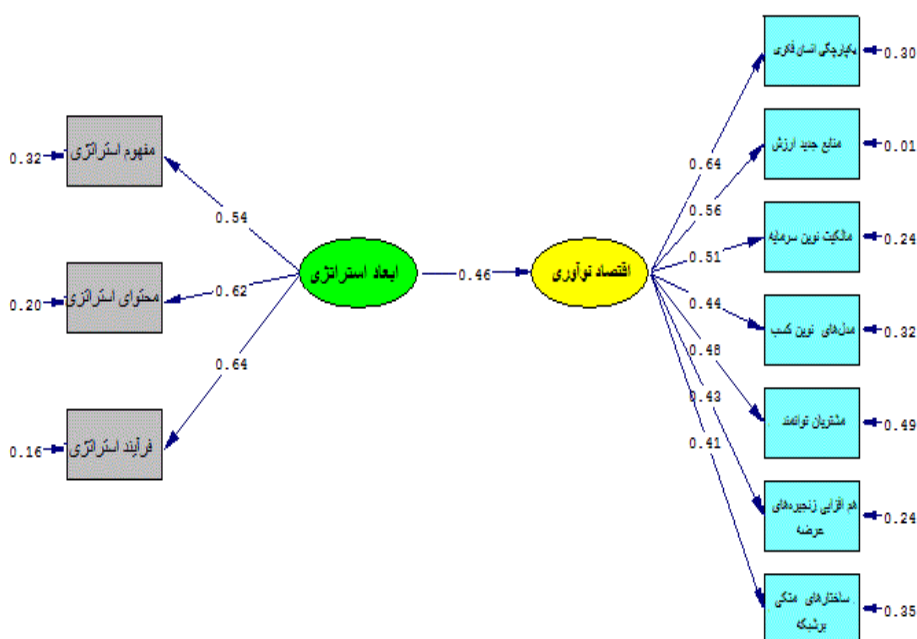 یکپارچگی انسان فکوری
0.30
منابع جدید ارزش
0.01
مالکیت نوین سرمایه
0.24
مدل‌های نوین کسب
0.32
مشتریان توانمند
0.49
هم افزایی زنجیره‌های
عرضه
0.24
ساختارهای متکی
برشبکه
0.35
0.64
0.56
0.51
0.44
0.48
0.43
0.41
اقتصاد نوآوری
0.46
ابعاد استراتژی
0.54
0.62
0.64
مفهوم استراتژی
0.32
محتوای استراتژی
0.20
فرآیند استراتژی
0.16